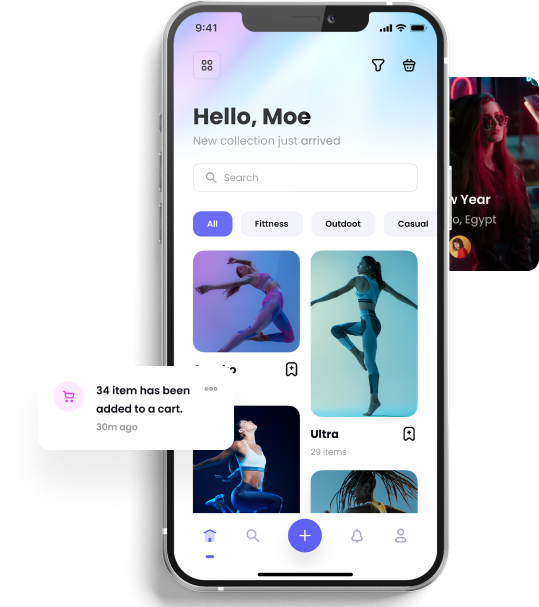 9:41
Hello, Moe
New collection just arrived
Search
All
Fittness
Outdoot
Casual
w Year
o, Egypt
34 item has been
added to a cart.
30m ago
Ultra
29 items